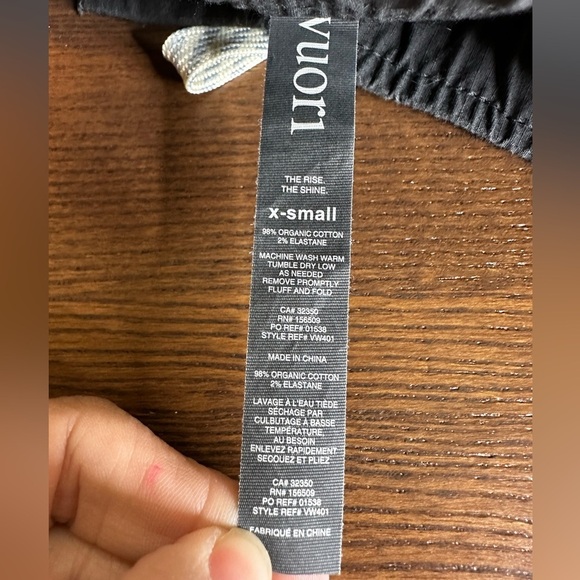 vuori
THE RISE.
THE SHINE.
x-small
98% ORGANIC COTTON
2% ELASTANE
MACHINE WASH WARM
TUMBLE DRY LOW
AS NEEDED
REMOVE PROMPTLY
FLUFF AND FOLD
CA# 32350
RN# 156509
PO REF# 01538
STYLE REF# VW401
MADE IN CHINA
98% ORGANIC COTTON
2% ELASTANE
LAVAGE À L'EAU TIÈDE
SÉCHAGE PAR
CULBUTAGE À BASSE
TEMPÉRATURE
AU BESOIN
ENLEVEZ RAPIDEMENT
SECOUEZ ET PLIEZ
CA# 32350
RN# 156509
PO REF# 01538
STYLE REF# VW401
FABRIQUÉ EN CHINE